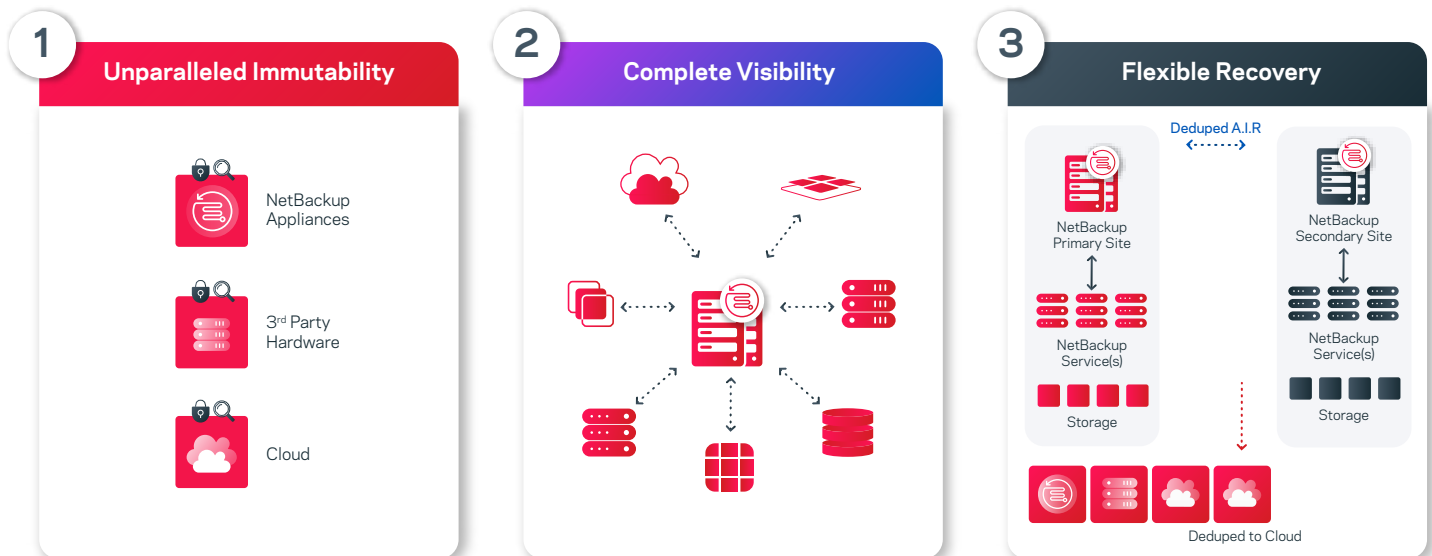 1
Unparalleled Immutability
NetBackup
Appliances
3rd Party
Hardware
Cloud
2
Complete Visibility
3
Flexible Recovery
Deduped A.I.R
NetBackup
Primary Site
NetBackup
Service(s)
Storage
NetBackup
Secondary Site
NetBackup
Service(s)
Storage
Deduped to Cloud